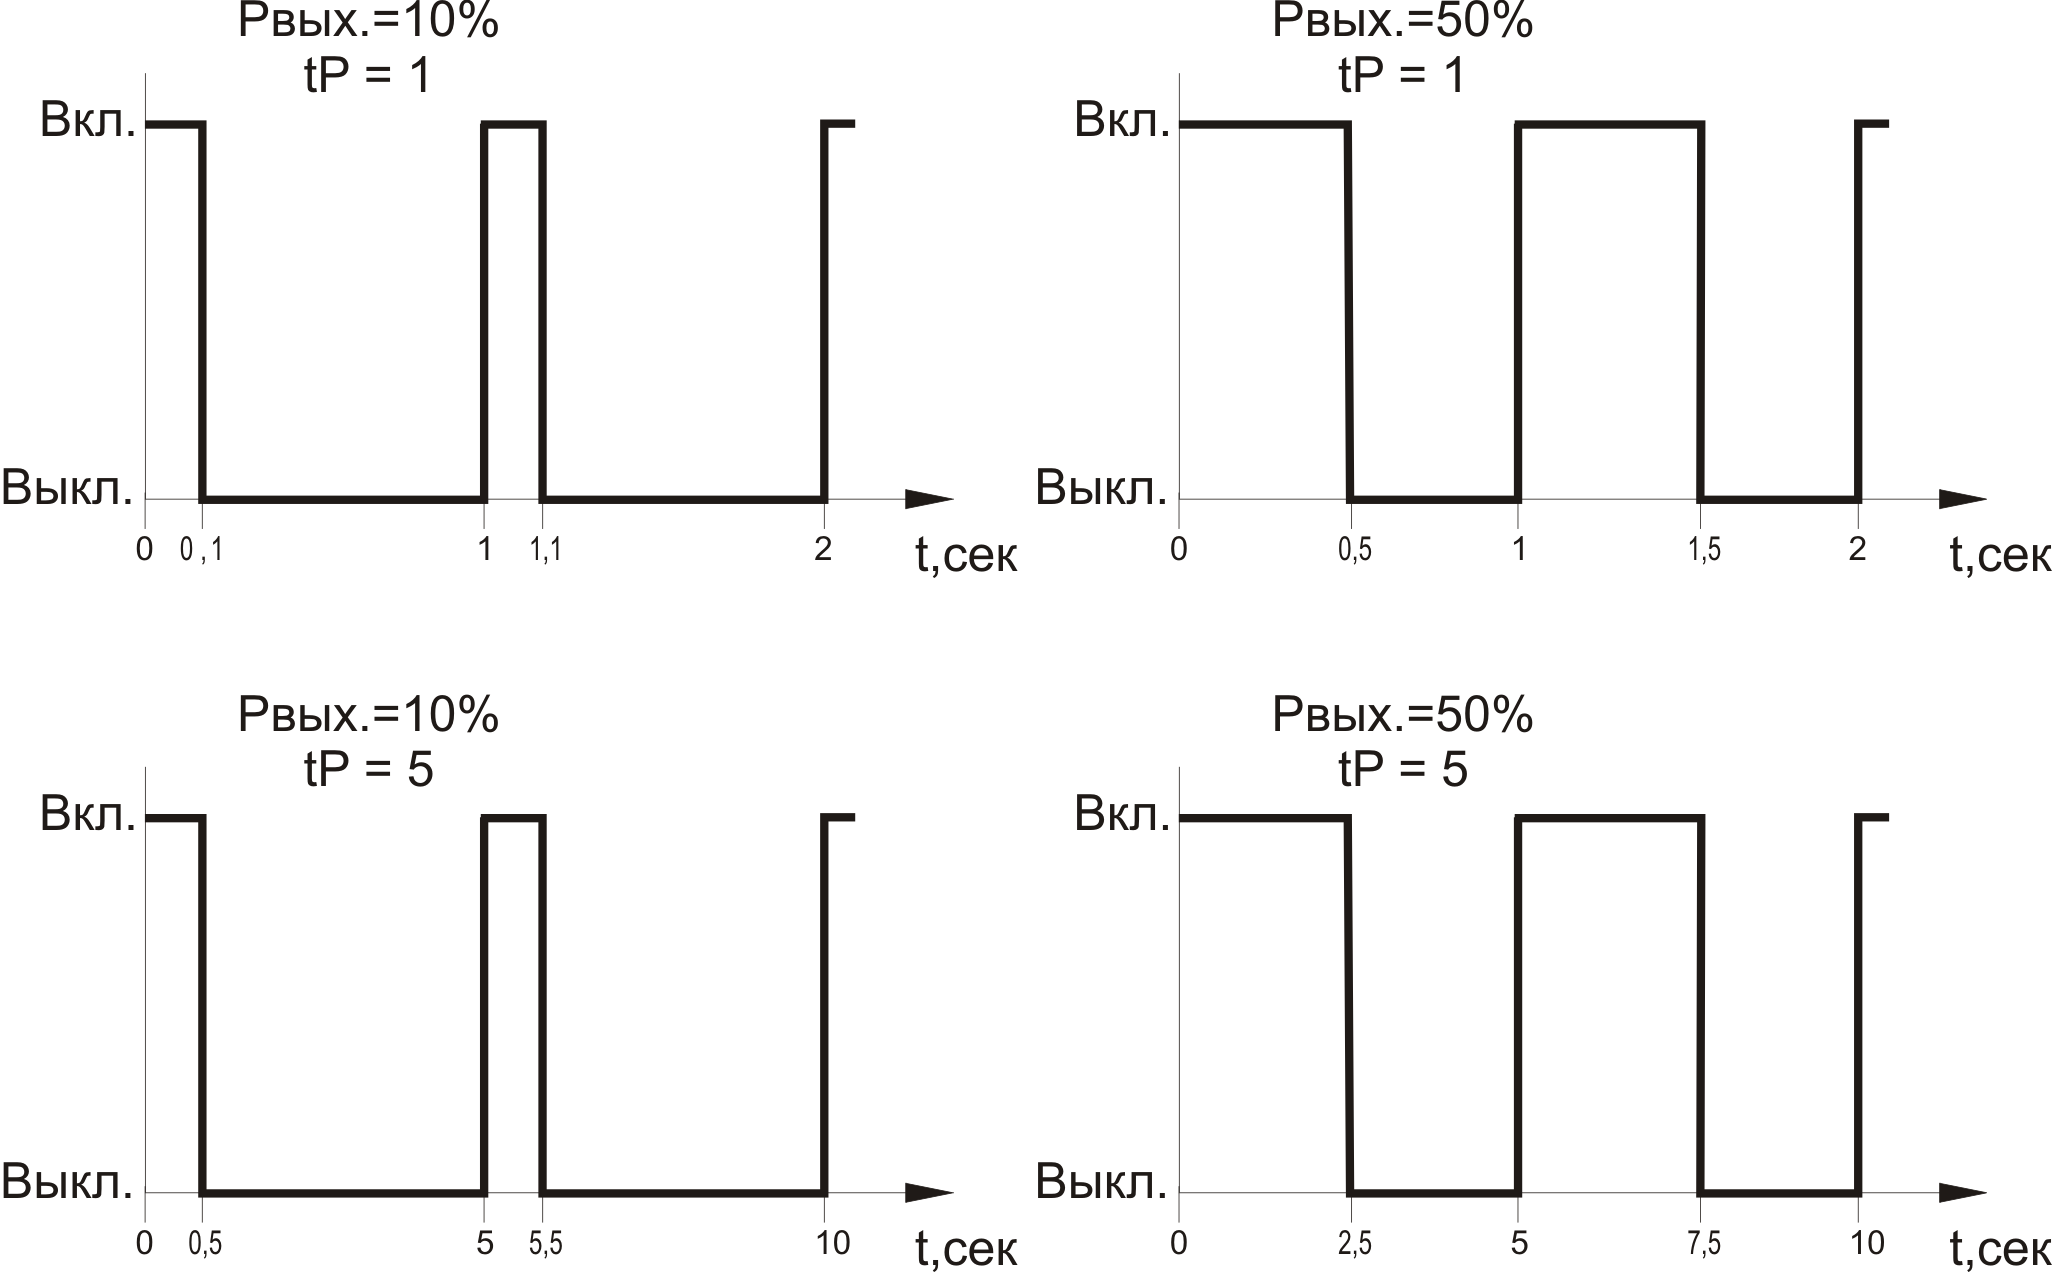 Pвых.=10%
tP = 1
Вкл.
Выкл.
0 0,1 1 1,1 2 t,сек
Pвых.=50%
tP = 1
Вкл.
Выкл.
0 0,5 1 1,5 2 t,сек
Pвых.=10%
tP = 5
Вкл.
Выкл.
0 0,5 5 5,5 10 t,сек
Pвых.=50%
tP = 5
Вкл.
Выкл.
0 2,5 5 7,5 10 t,сек